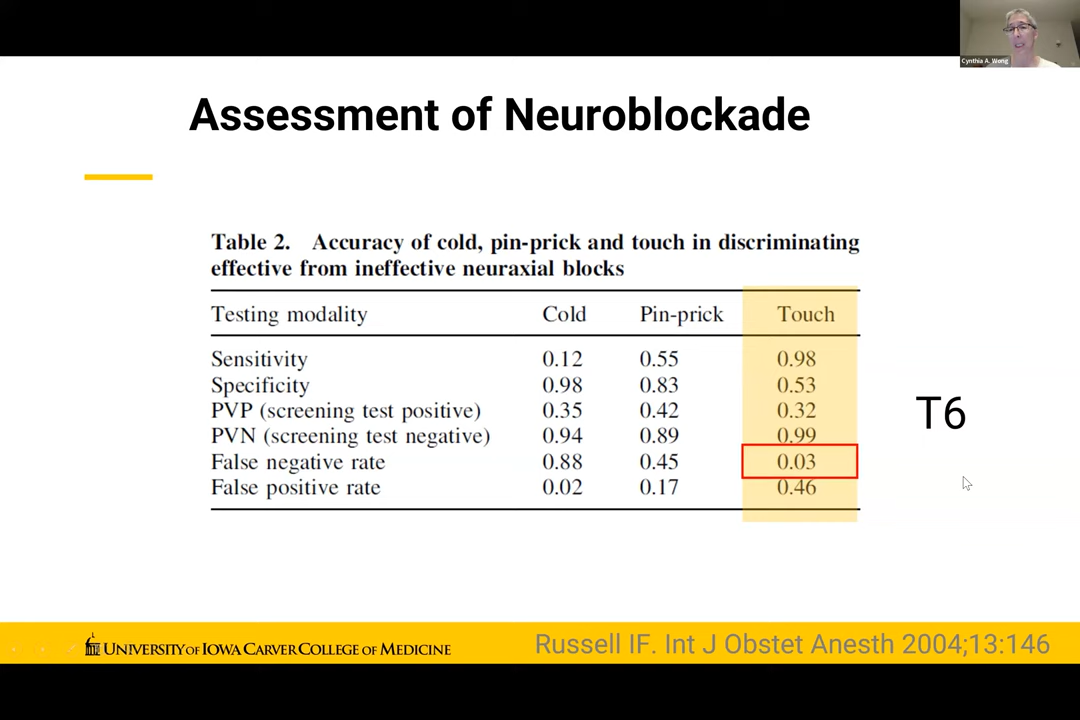 Cynthia A. Wong
Assessment of Neuroblockade
Table 2. Accuracy of cold, pin-prick and touch in discriminating
effective from ineffective neuraxial blocks
Testing modality Cold Pin-prick Touch
Sensitivity 0.12 0.55 0.98
Specificity 0.98 0.83 0.53
PVP (screening test positive) 0.35 0.42 0.32
PVN (screening test negative) 0.94 0.89 0.99
False negative rate 0.88 0.45 0.03
False positive rate 0.02 0.17 0.46
T6
UNIVERSITY OF IOWA CARVER COLLEGE OF MEDICINE
Russell IF. Int J Obstet Anesth 2004;13:146